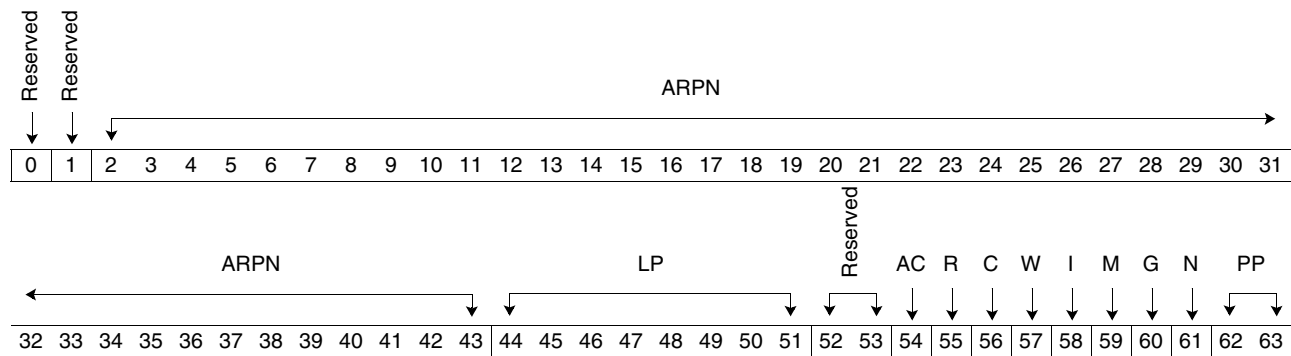 Reserved Reserved
ARPN
0 1 2 3 4 5 6 7 8 9 10 11 12 13 14 15 16 17 18 19 20 21 22 23 24 25 26 27 28 29 30 31
ARPN LP Reserved AC R C W I M G N PP
32 33 34 35 36 37 38 39 40 41 42 43 44 45 46 47 48 49 50 51 52 53 54 55 56 57 58 59 60 61 62 63